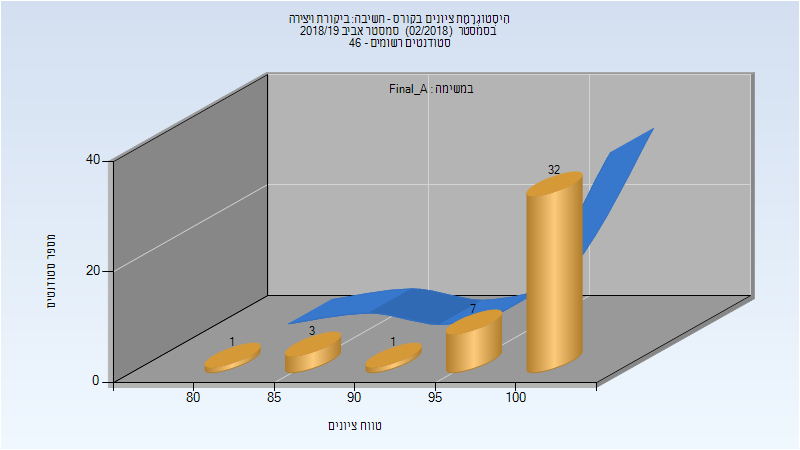 היסטוגרמת ציונים בקורס - חשיבה: ביקורת ויצירה
בסמסטר (02/2018) סמסטר אביב 2018/19
סטודנטים רשומים - 46
במשימה: Final_A
מספר סטודנטים
40
20
0
1
3
1
7
32
80
85
90
95
100
טווח ציונים